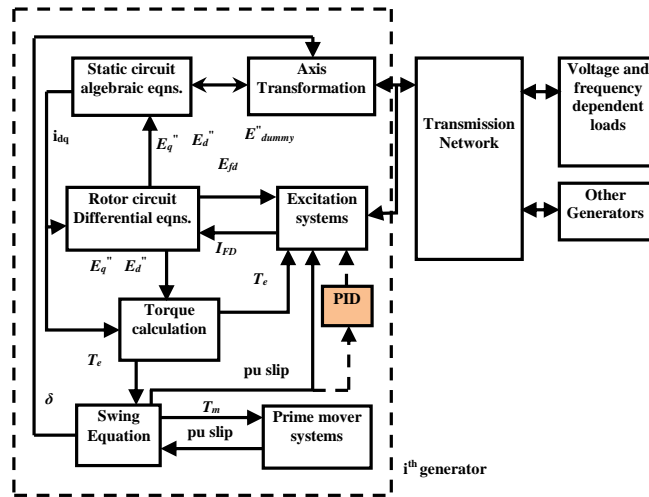 Static circuit
algebraic eqns.
Axis
Transformation
Voltage and
frequency
dependent
loads
Transmission
Network
i_dq
E_q" E_d" E"_dummy
E_fd
Rotor circuit
Differential eqns.
Excitation
systems
Other
Generators
I_FD
E_q" E_d"
T_e
PID
Torque
calculation
T_e
pu slip
δ
Swing
Equation
T_m
pu slip
Prime mover
systems
i^th generator